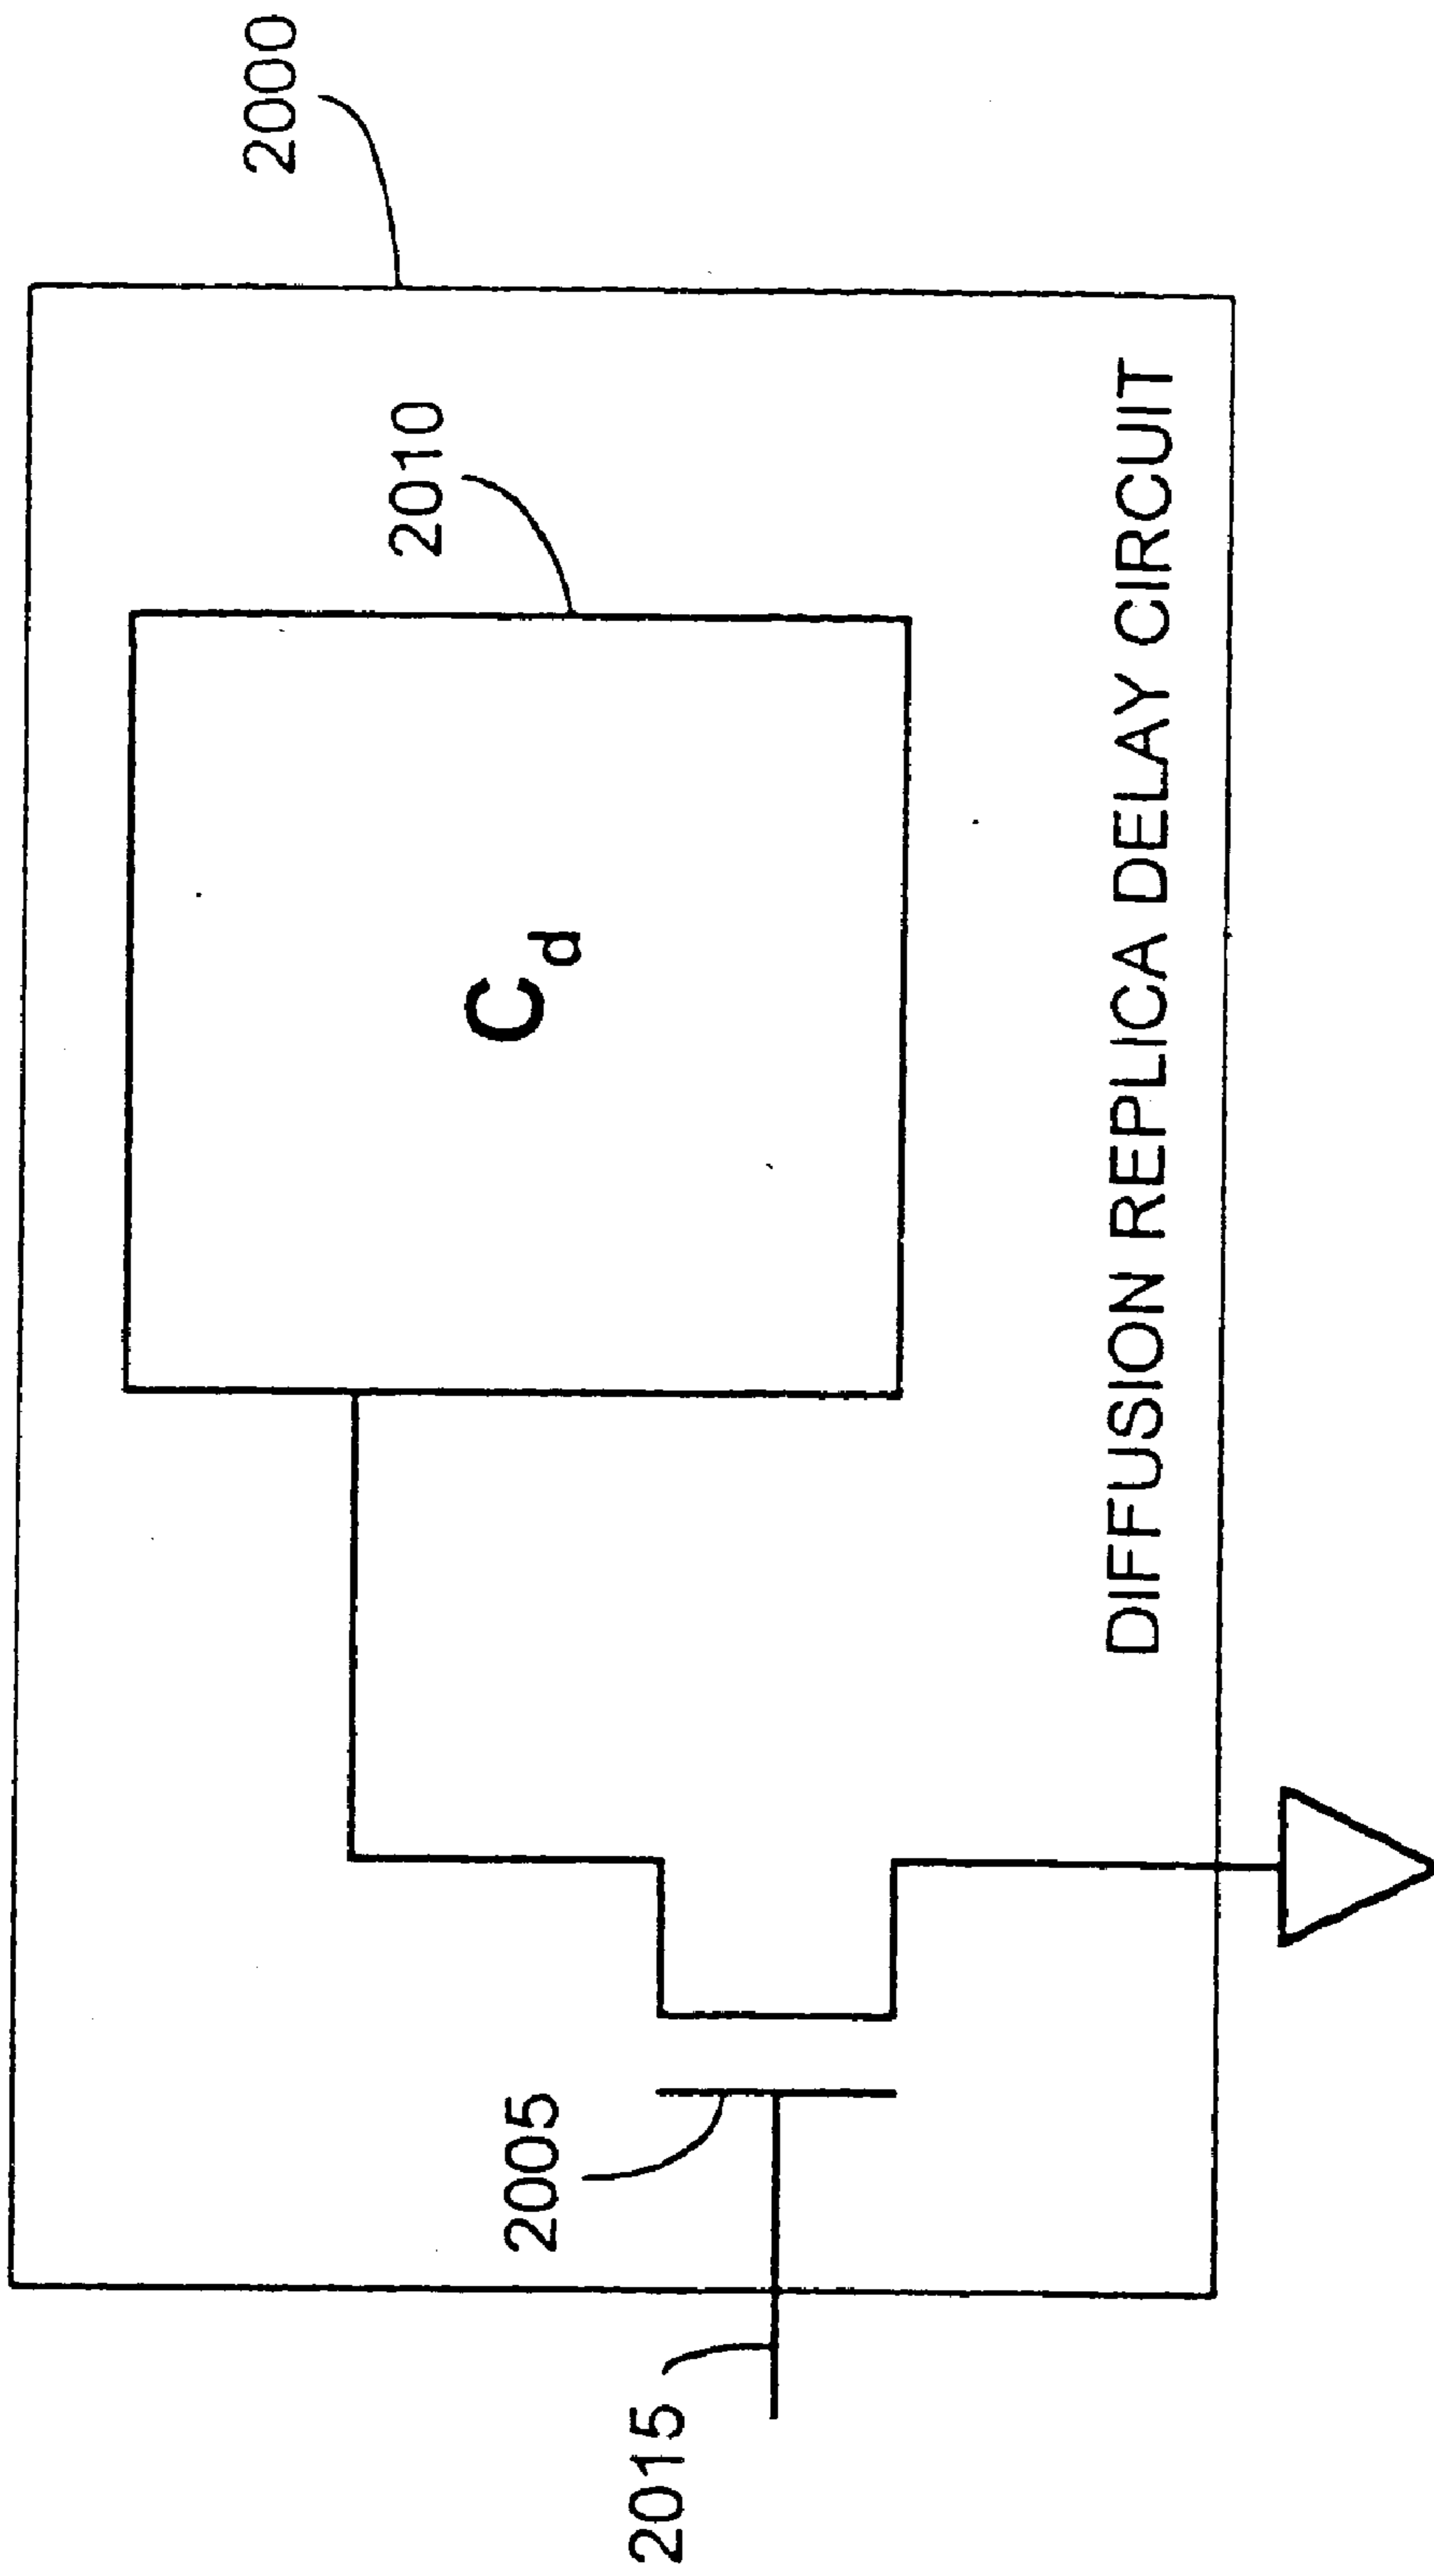 2000
2010
C_d
2005
2015
DIFFUSION REPLICA DELAY CIRCUIT